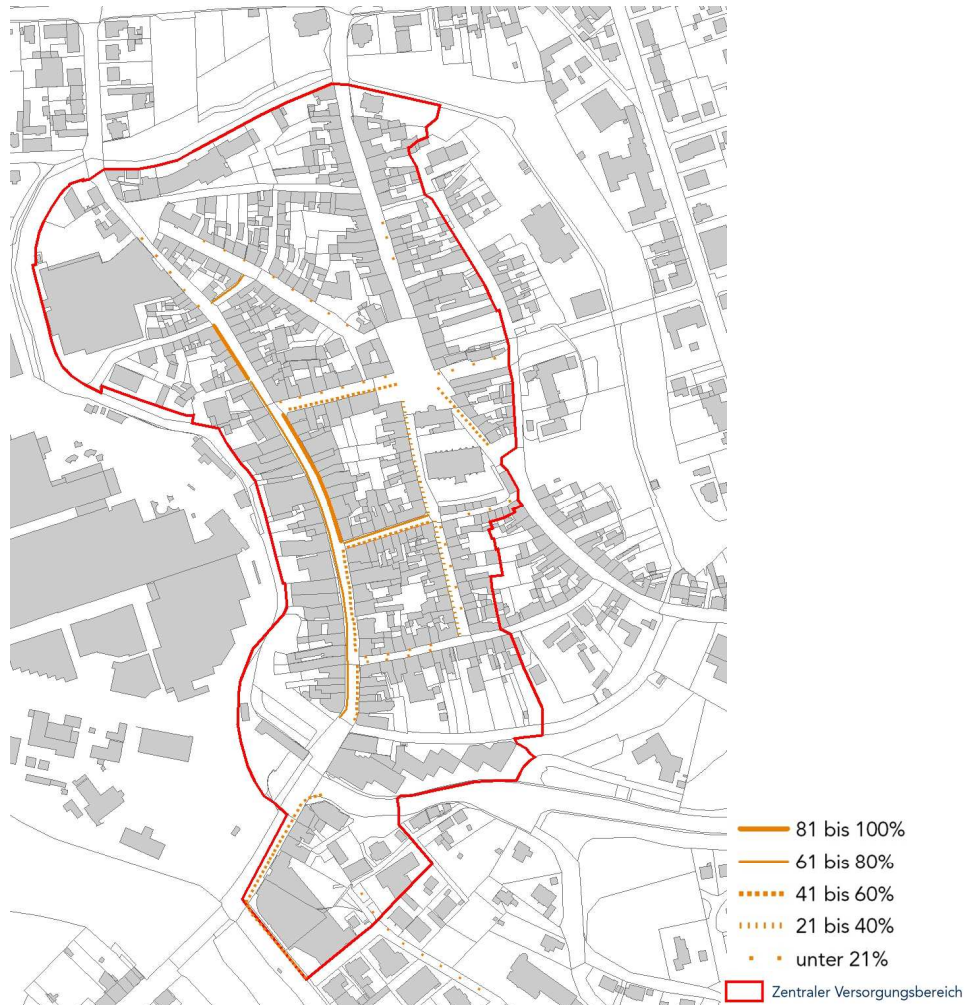 81 bis 100%
61 bis 80%
41 bis 60%
21 bis 40%
unter 21%
Zentraler Versorgungsbereich